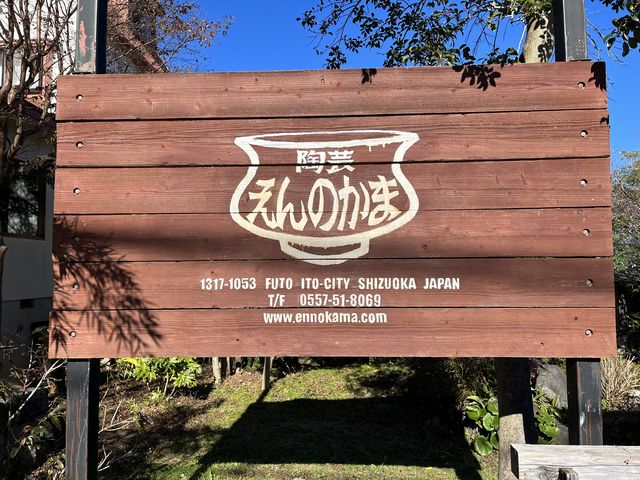 陶芸
えんのかま
1317-1053 FUTO ITO-CITY SHIZUOKA JAPAN
T/F 0557-51-8069
www.ennokama.com